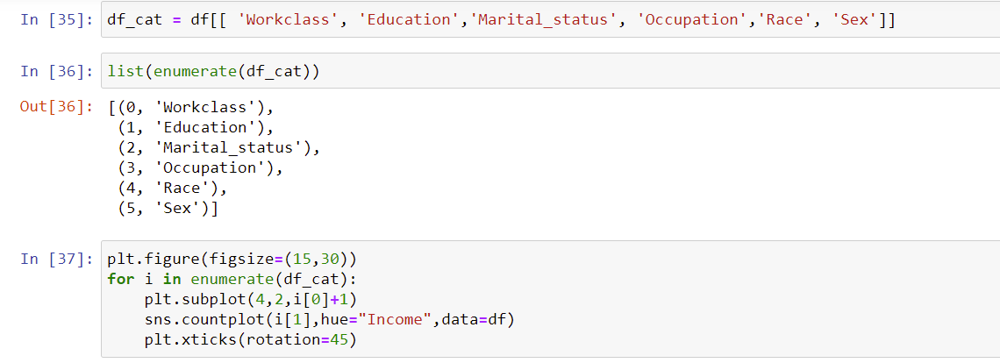 In [35]: df_cat = df[[ 'Workclass', 'Education','Marital_status', 'Occupation','Race', 'Sex']]
In [36]: list(enumerate(df_cat))
Out[36]: [(0, 'Workclass'),
(1, 'Education'),
(2, 'Marital_status'),
(3, 'Occupation'),
(4, 'Race'),
(5, 'Sex')]
In [37]: plt.figure(figsize=(15,30))
for i in enumerate(df_cat):
    plt.subplot(4,2,i[0]+1)
    sns.countplot(i[1],hue="Income",data=df)
    plt.xticks(rotation=45)